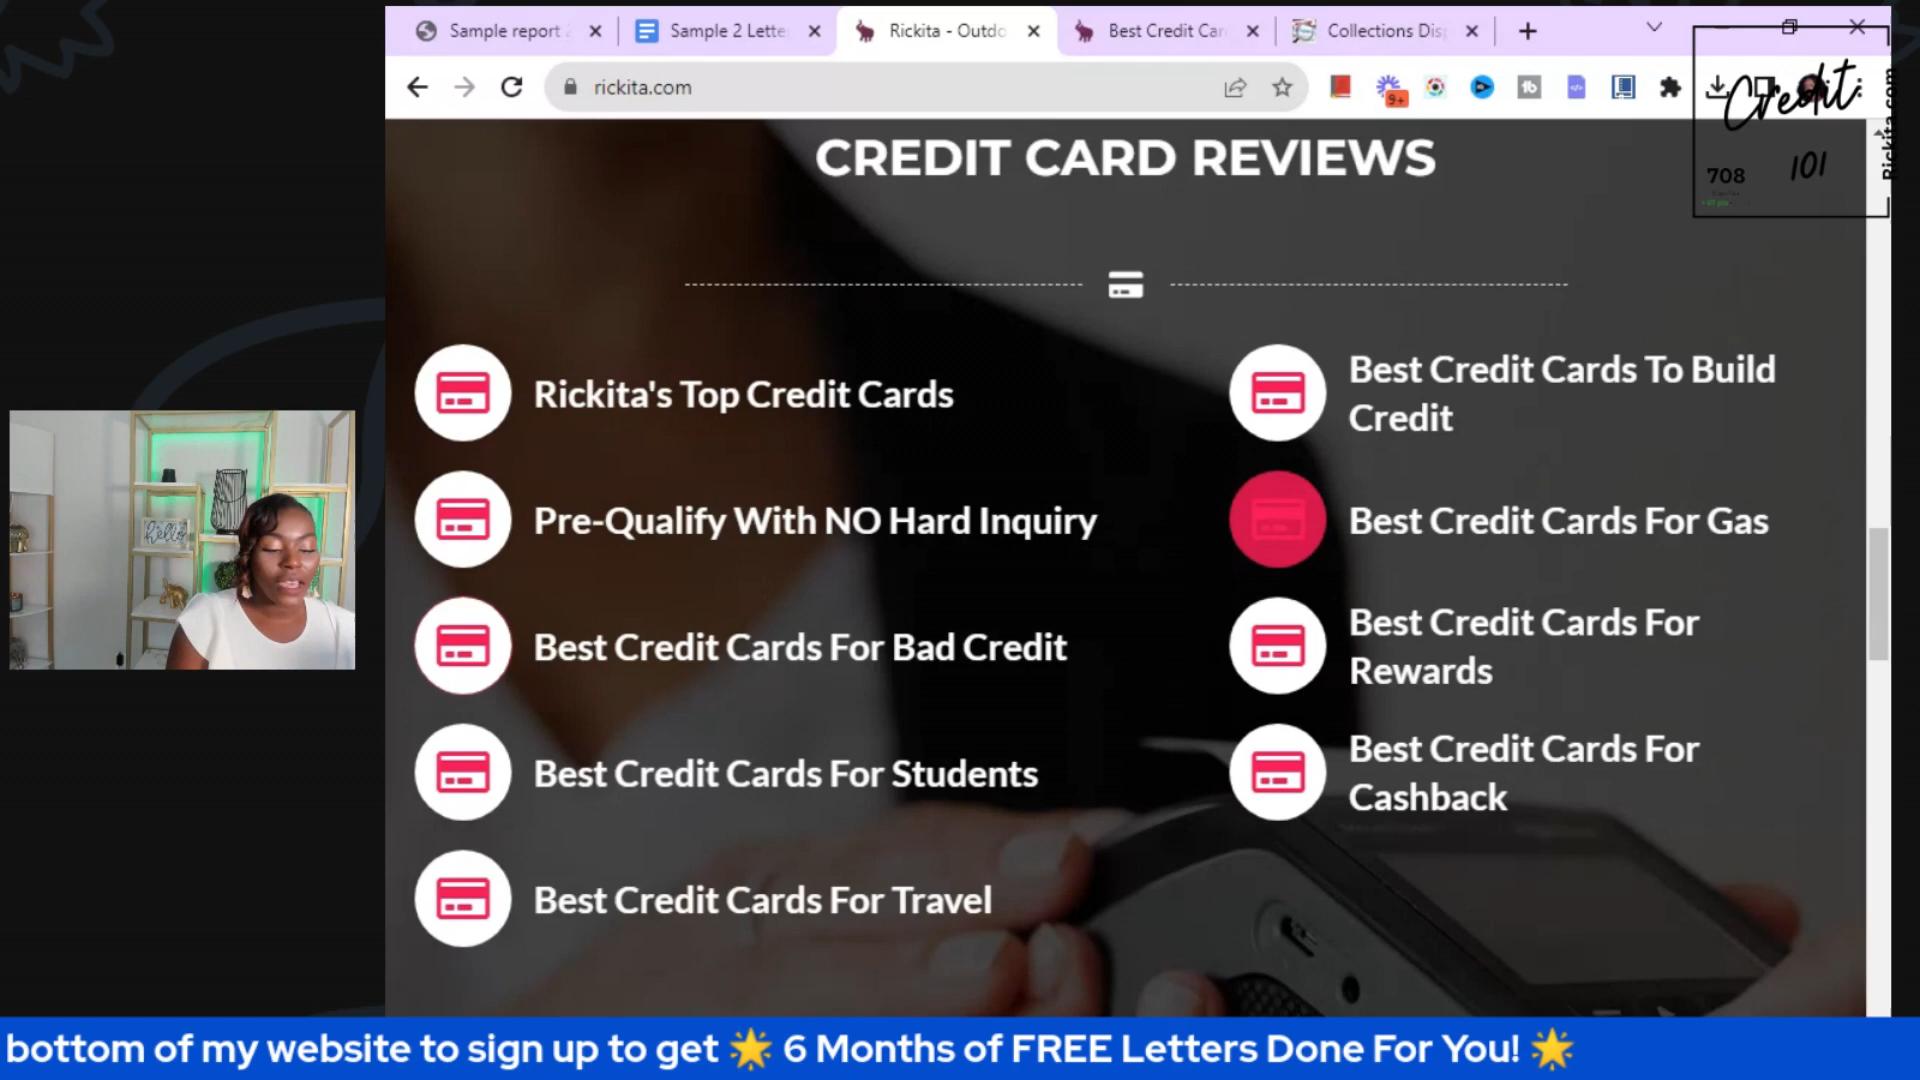 Sample report
Sample 2 Lette
Rickita - Outdo
Best Credit Car
Collections Dis
rickita.com
9+
Credit
101
708
Rickita.com
CREDIT CARD REVIEWS
Rickita's Top Credit Cards
Best Credit Cards To Build
Credit
Pre-Qualify With NO Hard Inquiry
Best Credit Cards For Gas
Best Credit Cards For Bad Credit
Best Credit Cards For
Rewards
Best Credit Cards For Students
Best Credit Cards For
Cashback
Best Credit Cards For Travel
hello
bottom of my website to sign up to get 🌟 6 Months of FREE Letters Done For You! 🌟